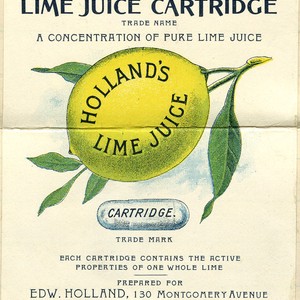 LIME JUICE CARTRIDGE
TRADE NAME
A CONCENTRATION OF PURE LIME JUICE
HOLLAND'S
LIME JUICE
CARTRIDGE.
TRADE MARK
EACH CARTRIDGE CONTAINS THE ACTIVE
PROPERTIES OF ONE WHOLE LIME
PREPARED FOR
EDW. HOLLAND, 130 MONTGOMERY AVENUE